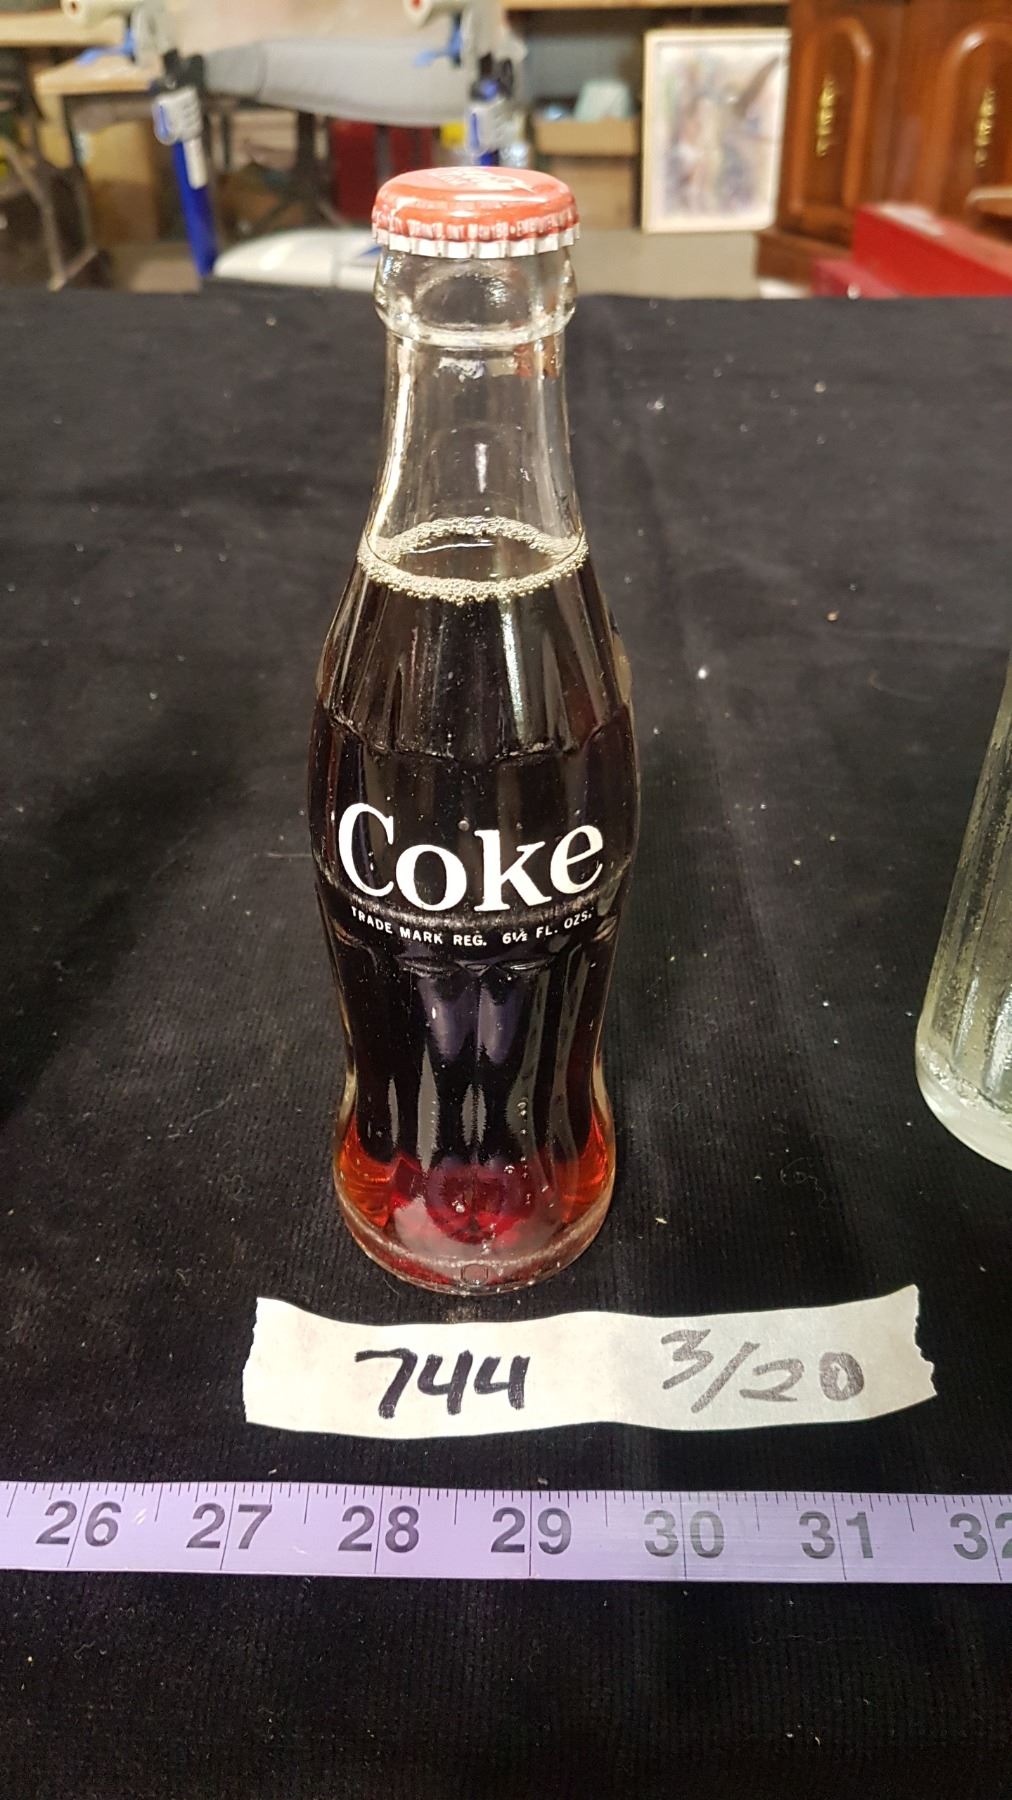 Coke
TRADE MARK REG. 6½ FL. OZS.
744 3/20
26 27 28 29 30 31 32